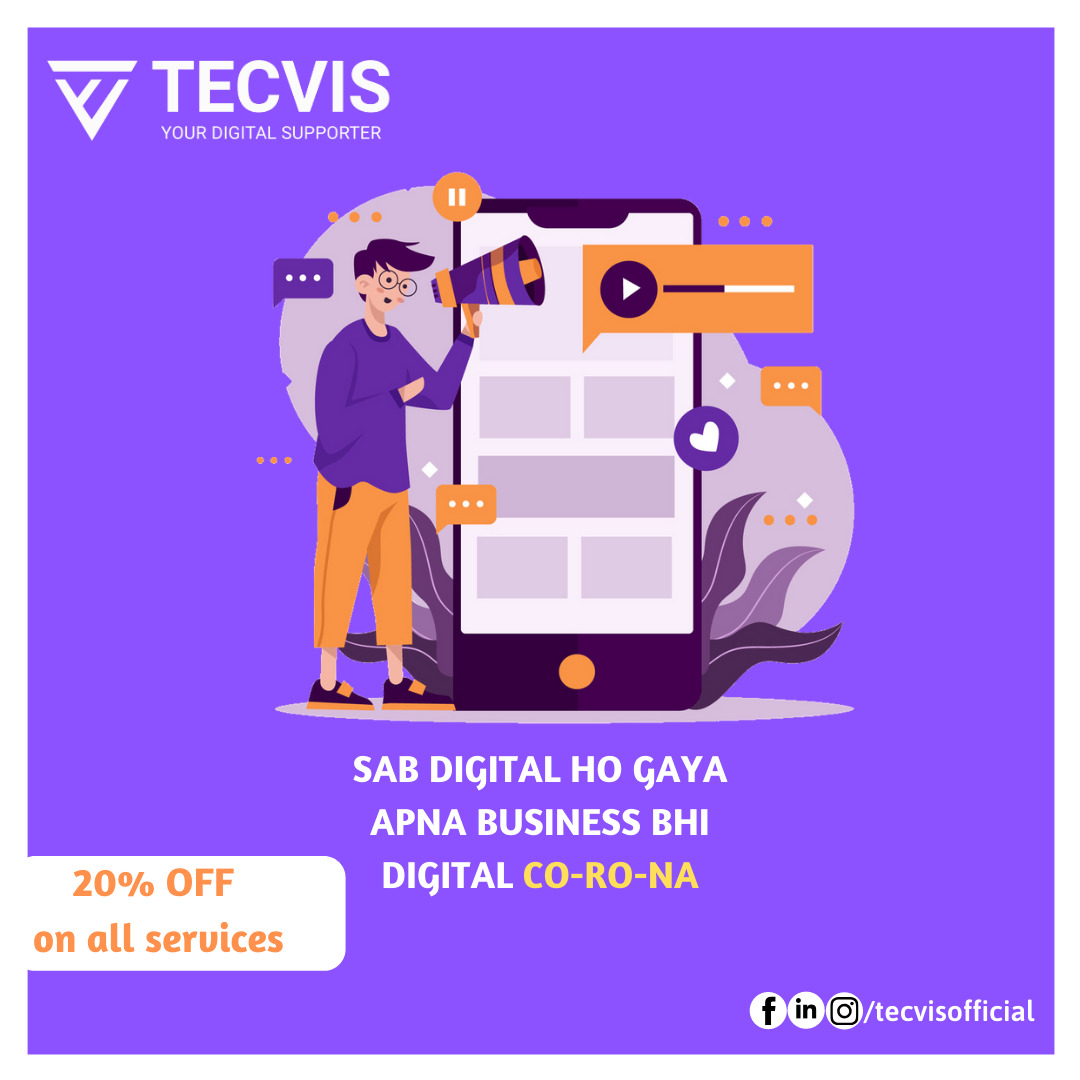 TECVIS
YOUR DIGITAL SUPPORTER
SAB DIGITAL HO GAYA
APNA BUSINESS BHI
DIGITAL CO-RO-NA
20% OFF
on all services
/tecvisofficial